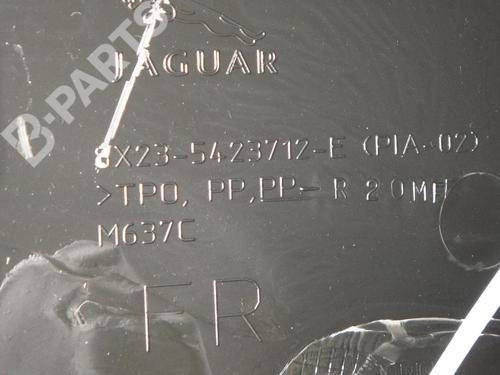 B-PARTS
JAGUAR
8X23-5423712-E (PIA-02)
>TPO, PP, PP- R 20MF
M637C
FR